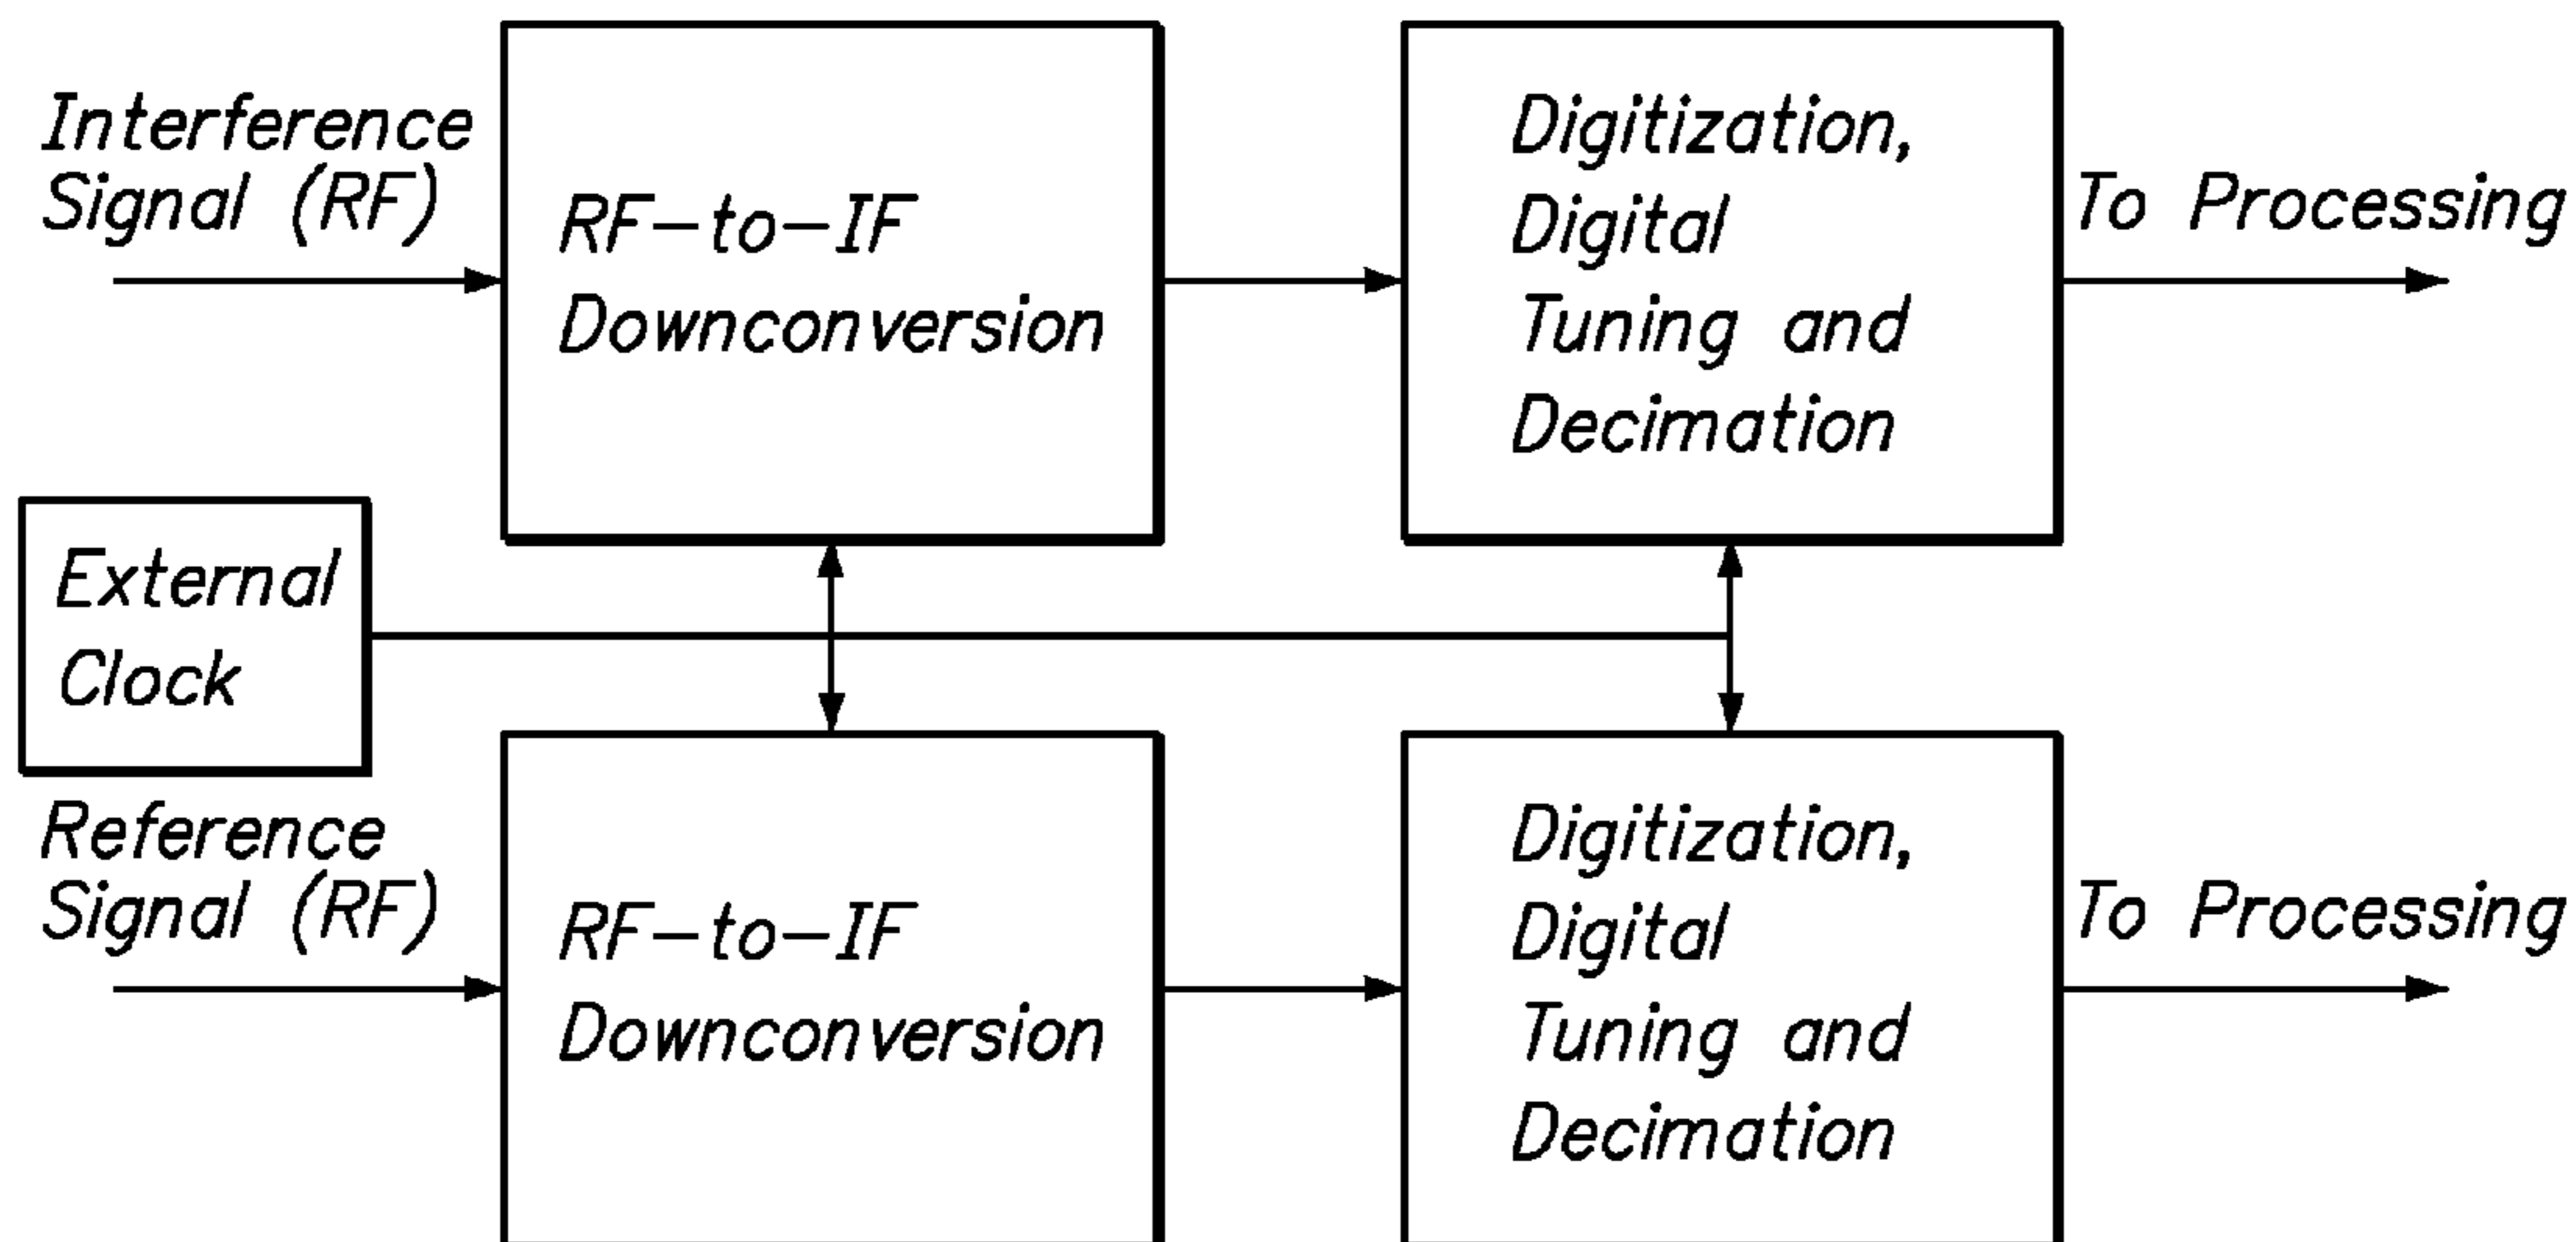 Interference
Signal (RF)
RF-to-IF
Downconversion
Digitization,
Digital
Tuning and
Decimation
To Processing
External
Clock
Reference
Signal (RF)
RF-to-IF
Downconversion
Digitization,
Digital
Tuning and
Decimation
To Processing